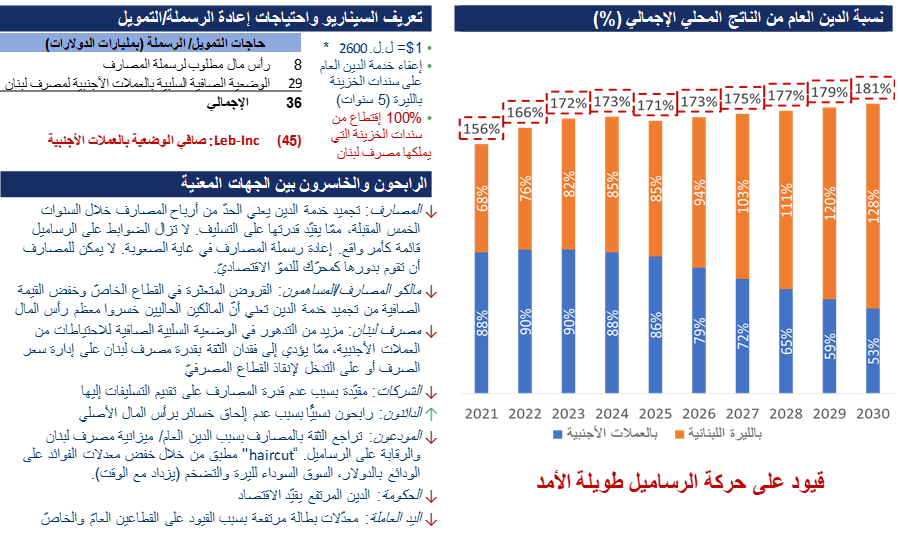 نسبة الدين العام من الناتج المحلي الإجمالي (%)
156% 166% 172% 173% 171% 173% 175% 177% 179% 181%
68% 76% 82% 85% 85% 94% 103% 111% 120% 128%
88% 90% 90% 88% 86% 79% 72% 65% 59% 53%
2021 2022 2023 2024 2025 2026 2027 2028 2029 2030
بالعملات الأجنبية بالليرة اللبنانية
قيود على حركة الرساميل طويلة الأمد
تعريف السيناريو واحتياجات إعادة الرسملة/التمويل
• $1= ل.ل. 2600 *
• إعفاء خدمة الدين العام
على سندات الخزينة
بالليرة (5 سنوات)
• 100% إقتطاع من
سندات الخزينة التي
يملكها مصرف لبنان
حاجات التمويل/ الرسملة (بمليارات الدولارات)
رأس مال مطلوب لرسملة المصارف 8
الوضعية الصافية السلبية بالعملات الأجنبية لمصرف لبنان 29
الإجمالي 36
Leb-Inc: صافي الوضعية بالعملات الأجنبية (45)
الرابحون والخاسرون بين الجهات المعنية
↓ المصارف: تجميد خدمة الدين يعني الحدّ من أرباح المصارف خلال السنوات
الخمس المقبلة، ممّا يقيّد قدرتها على التسليف. لا تزال الضوابط على الرساميل
قائمة كأمر واقع. إعادة رسملة المصارف في غاية الصعوبة. لا يمكن للمصارف
أن تقوم بدورها كمحرّك للنموّ الاقتصاديّ.
↓ مالكو المصارف/المساهمون: القروض المتعثرة في القطاع الخاصّ وخفض القيمة
الصافية من تجميد خدمة الدين تعني أنّ المالكين الحاليين خسروا معظم رأس المال
↓ مصرف لبنان: مزيد من التدهور في الوضعية السلبية الصافية للاحتياطات من
العملات الأجنبية، ممّا يؤدي إلى فقدان الثقة بقدرة مصرف لبنان على إدارة سعر
الصرف أو على التدخل لإنقاذ القطاع المصرفيّ
↓ الشركات: مقيّدة بسبب عدم قدرة المصارف على تقديم التسليفات إليها
↑ الدائنون: رابحون نسبيًّا بسبب عدم إلحاق خسائر برأس المال الأصلي
↓ المودعون: تراجع الثقة بالمصارف بسبب الدين العام/ ميزانية مصرف لبنان
والرقابة على الرساميل. “haircut" مطبق من خلال خفض معدلات الفوائد على
الودائع بالدولار، السوق السوداء لليرة والتضخم (يزداد مع الوقت).
↓ الحكومة: الدين المرتفع يقيّد الاقتصاد
↓ اليد العاملة: معدّلات بطالة مرتفعة بسبب القيود على القطاعين العامّ والخاصّ